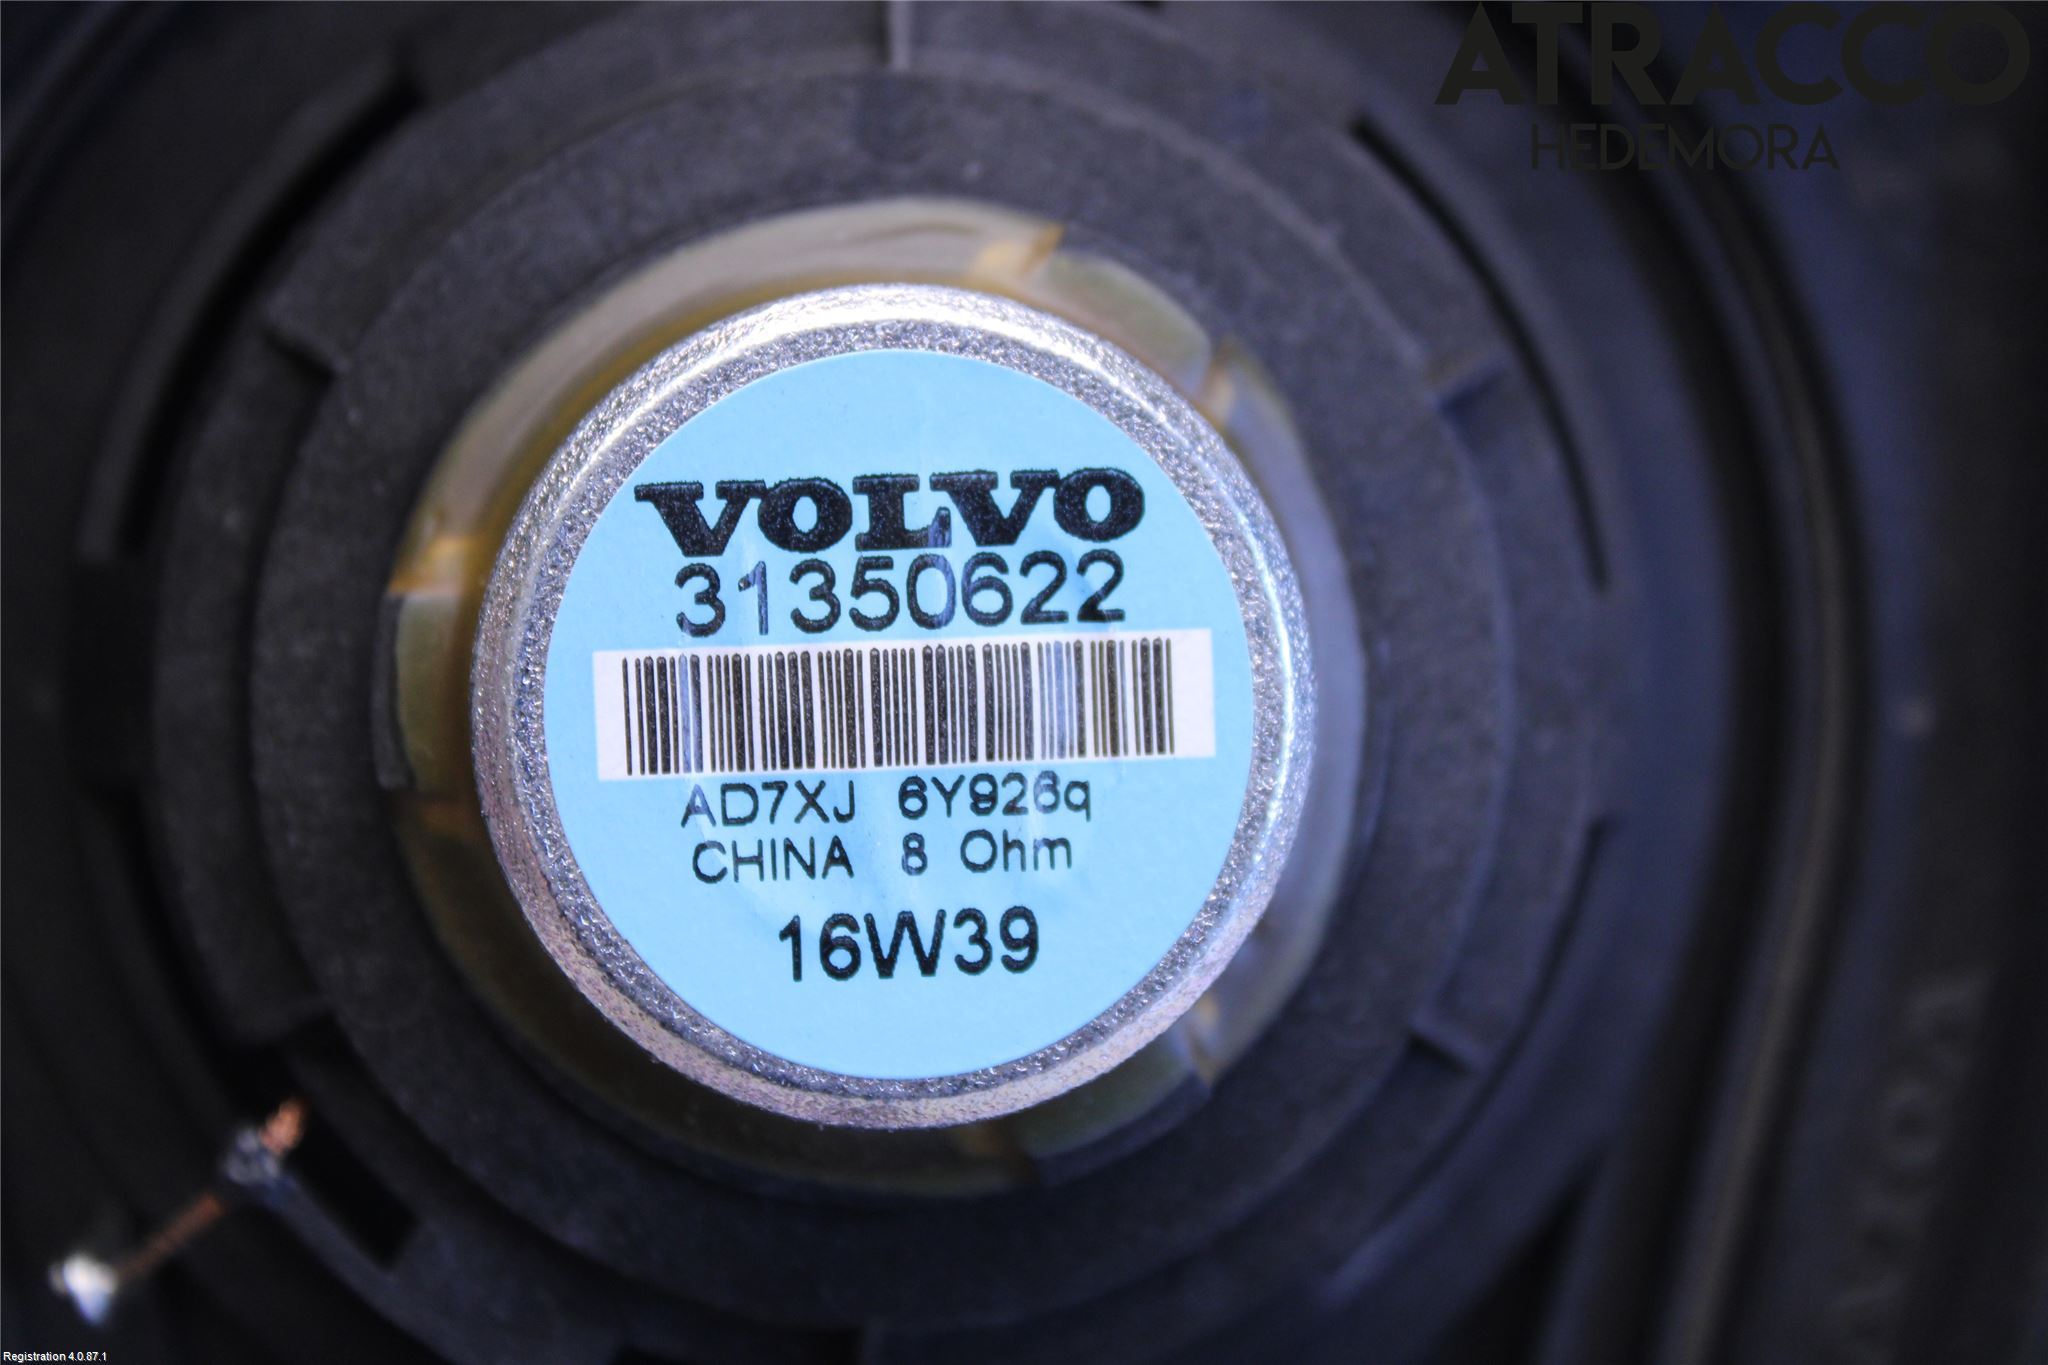 ATRACCO
HEDEMORA
VOLVO
31350622
AD7XJ 6Y926q
CHINA 8 Ohm
16W39
Registration 4.0.87.1